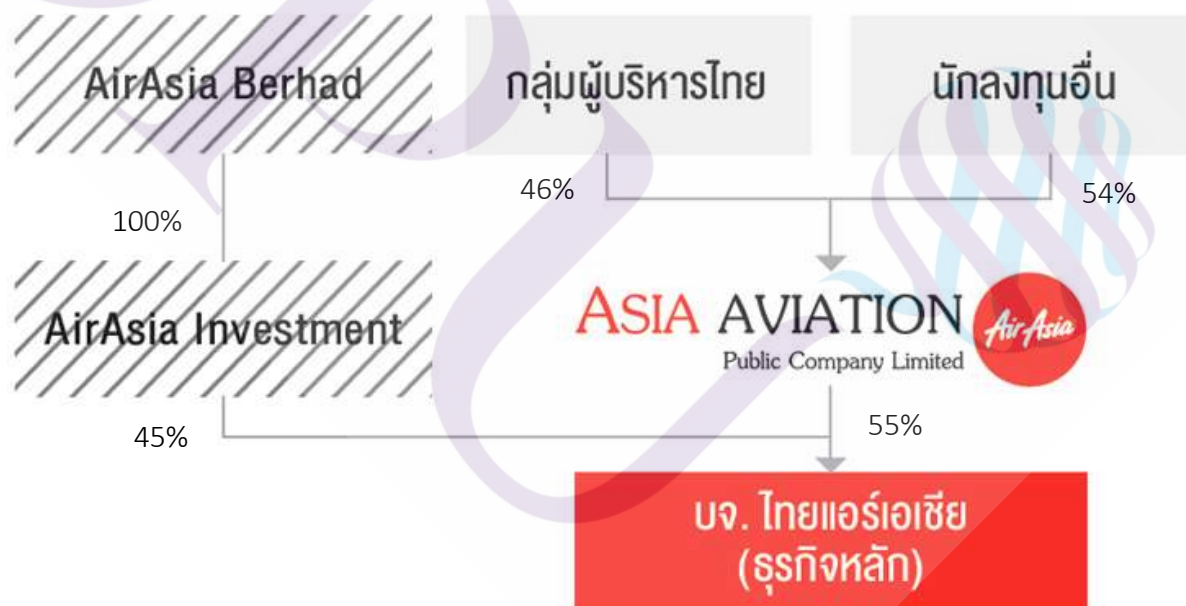 AirAsia Berhad
กลุ่มผู้บริหารไทย
นักลงทุนอื่น
46%
54%
100%
AirAsia Investment
ASIA AVIATION
Public Company Limited
AirAsia
45%
55%
บจ. ไทยแอร์เอเชีย
(ธุรกิจหลัก)